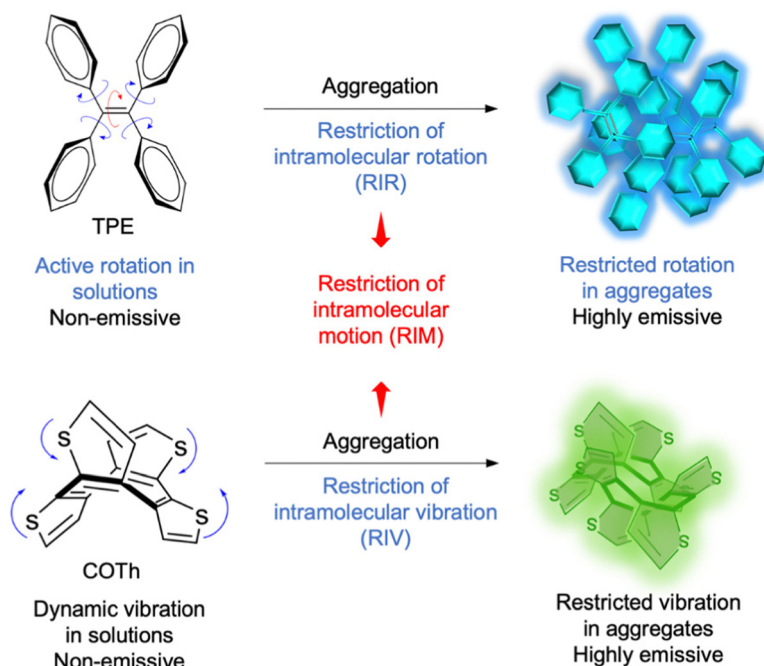 Aggregation
Restriction of
intramolecular rotation
(RIR)
TPE
Active rotation in
solutions
Non-emissive
Restricted rotation
in aggregates
Highly emissive
Restriction of
intramolecular
motion (RIM)
S
S
S
S
COTh
Dynamic vibration
in solutions
Non-emissive
Aggregation
Restriction of
intramolecular vibration
(RIV)
S
S
S
S
S
S
Restricted vibration
in aggregates
Highly emissive